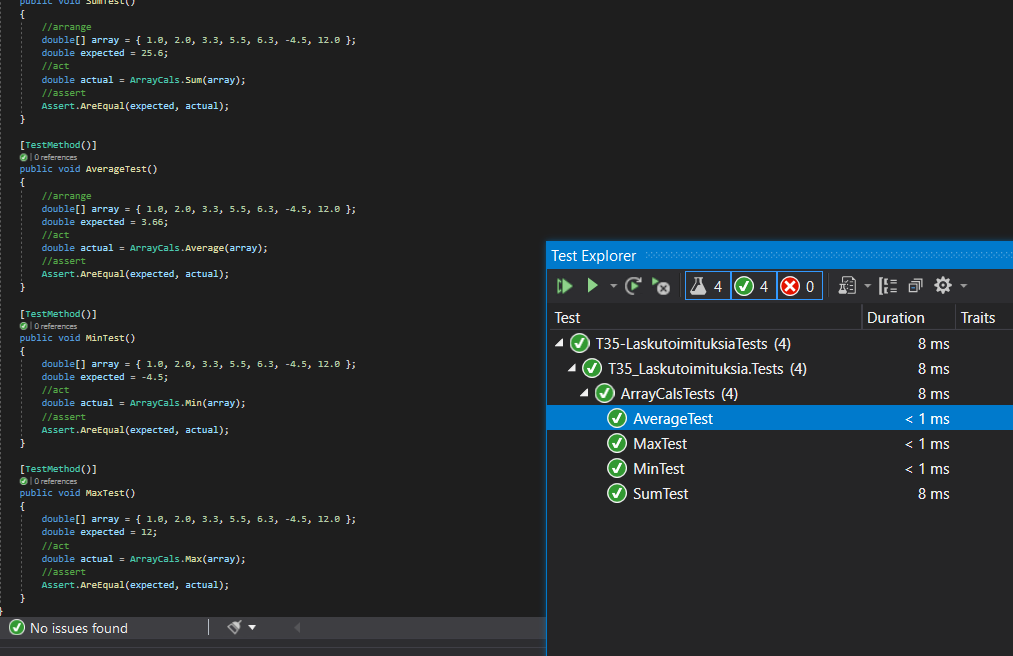 public void SumTest()
{
//arrange
double[] array = { 1.0, 2.0, 3.3, 5.5, 6.3, -4.5, 12.0 };
double expected = 25.6;
//act
double actual = ArrayCals.Sum(array);
//assert
Assert.AreEqual(expected, actual);
}
[TestMethod()]
| 0 references
public void AverageTest()
{
//arrange
double[] array = { 1.0, 2.0, 3.3, 5.5, 6.3, -4.5, 12.0 };
double expected = 3.66;
//act
double actual = ArrayCals.Average(array);
//assert
Assert.AreEqual(expected, actual);
}
[TestMethod()]
| 0 references
public void MinTest()
{
double[] array = { 1.0, 2.0, 3.3, 5.5, 6.3, -4.5, 12.0 };
double expected = -4.5;
//act
double actual = ArrayCals.Min(array);
//assert
Assert.AreEqual(expected, actual);
}
[TestMethod()]
| 0 references
public void MaxTest()
{
double[] array = { 1.0, 2.0, 3.3, 5.5, 6.3, -4.5, 12.0 };
double expected = 12;
//act
double actual = ArrayCals.Max(array);
//assert
Assert.AreEqual(expected, actual);
}
}
No issues found
Test Explorer
4 4 0
Test Duration Traits
T35-LaskutoimituksiaTests (4) 8 ms
T35_Laskutoimituksia.Tests (4) 8 ms
ArrayCalsTests (4) 8 ms
AverageTest < 1 ms
MaxTest < 1 ms
MinTest < 1 ms
SumTest 8 ms